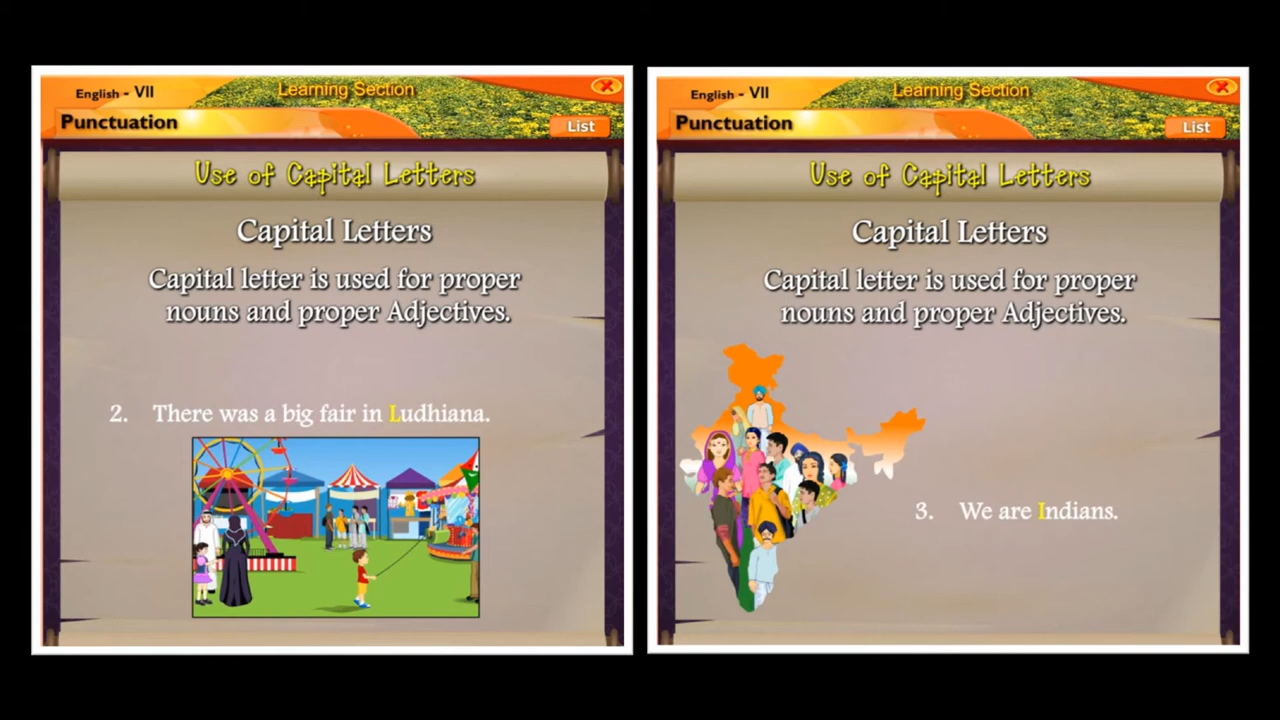 English - VII
Learning Section
Punctuation
List
Use of Capital Letters
Capital Letters
Capital letter is used for proper
nouns and proper Adjectives.
2. There was a big fair in Ludhiana.
English - VII
Learning Section
Punctuation
List
Use of Capital Letters
Capital Letters
Capital letter is used for proper
nouns and proper Adjectives.
3. We are Indians.